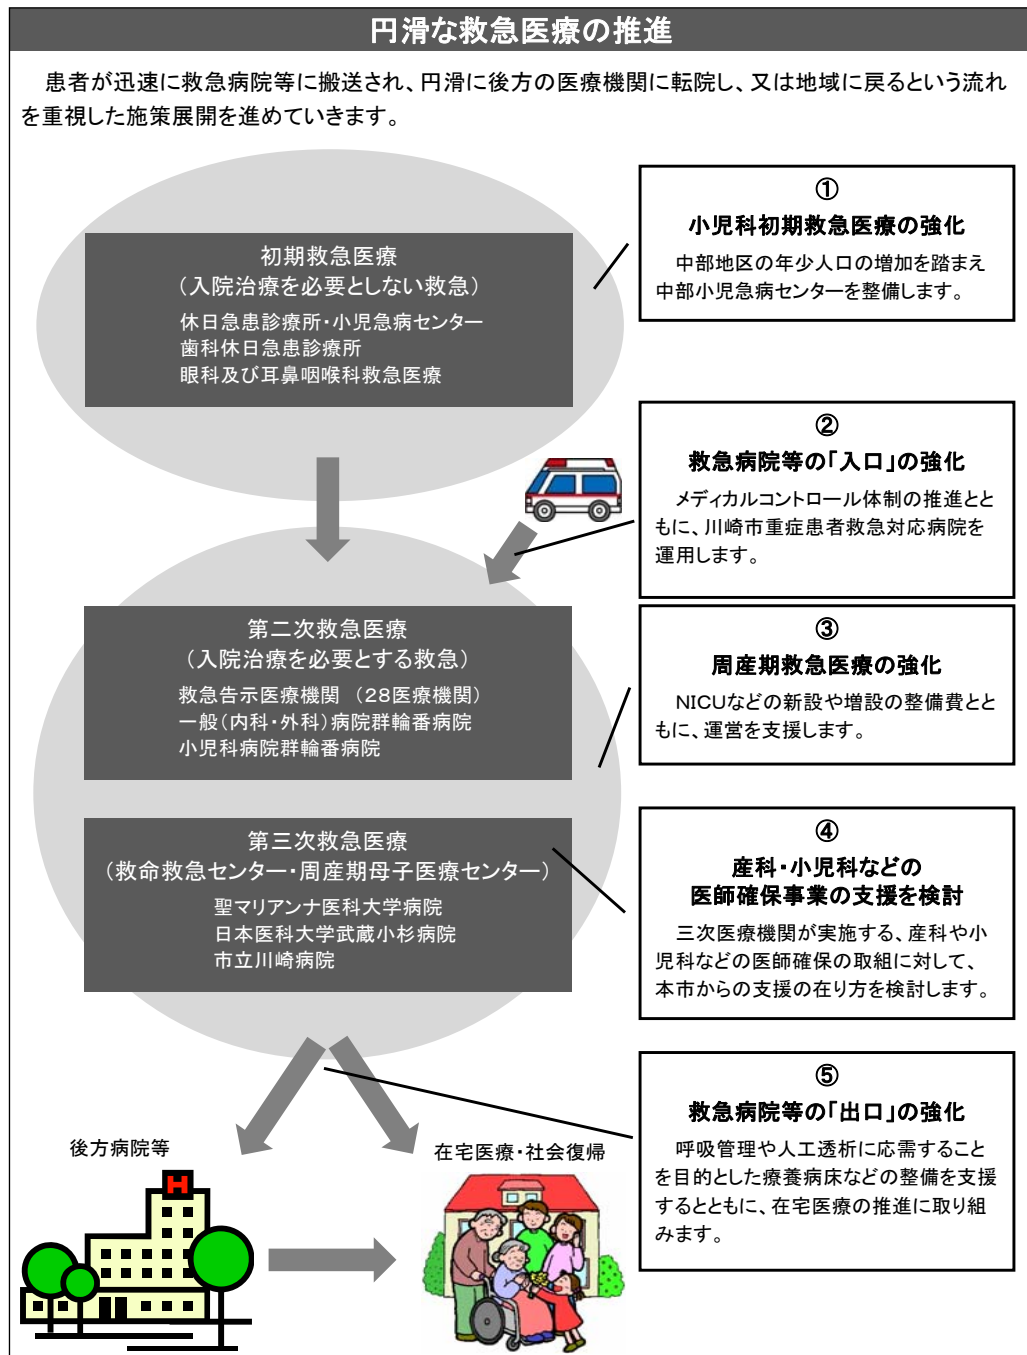 円滑な救急医療の推進
患者が迅速に救急病院等に搬送され、円滑に後方の医療機関に転院し、又は地域に戻るという流れ
を重視した施策展開を進めていきます。
初期救急医療
（入院治療を必要としない救急）
休日急患診療所・小児急病センター
歯科休日急患診療所
眼科及び耳鼻咽喉科救急医療
①
小児科初期救急医療の強化
中部地区の年少人口の増加を踏まえ
中部小児急病センターを整備します。
②
救急病院等の「入口」の強化
メディカルコントロール体制の推進とと
もに、川崎市重症患者救急対応病院を
運用します。
第二次救急医療
（入院治療を必要とする救急）
救急告示医療機関　（28医療機関）
一般（内科・外科）病院群輪番病院
小児科病院群輪番病院
③
周産期救急医療の強化
NICUなどの新設や増設の整備費とと
もに、運営を支援します。
第三次救急医療
（救命救急センター・周産期母子医療センター）
聖マリアンナ医科大学病院
日本医科大学武蔵小杉病院
市立川崎病院
④
産科・小児科などの
医師確保事業の支援を検討
三次医療機関が実施する、産科や小
児科などの医師確保の取組に対して、
本市からの支援の在り方を検討します。
⑤
救急病院等の「出口」の強化
呼吸管理や人工透析に応需すること
を目的とした療養病床などの整備を支援
するとともに、在宅医療の推進に取り組
みます。
後方病院等
在宅医療・社会復帰
H